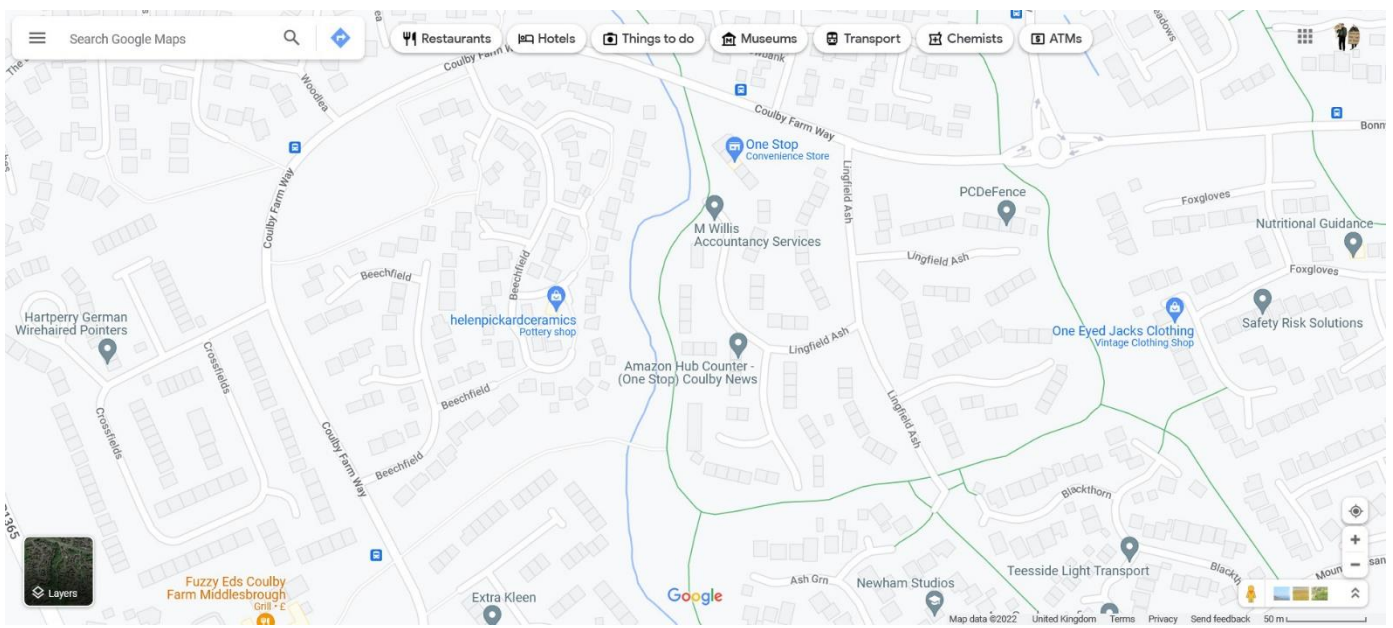 Search Google Maps
Restaurants
Hotels
Things to do
Museums
Transport
Chemists
ATMs
Woodlea
Coulby Farm Way
Coulby Farm Way
Coulby Farm Way
Coulby Farm Way
One Stop
Convenience Store
Lingfield Ash
PCDeFence
Foxgloves
Nutritional Guidance
Foxgloves
M Willis
Accountancy Services
Lingfield Ash
Beechfield
Beechfield
helenpickardceramics
Pottery shop
Hartperry German
Wirehaired Pointers
One Eyed Jacks Clothing
Vintage Clothing Shop
Safety Risk Solutions
Crossfields
Crossfields
Lingfield Ash
Amazon Hub Counter -
(One Stop) Coulby News
Beechfield
Beechfield
Lingfield Ash
Blackthorn
Layers
Fuzzy Eds Coulby
Farm Middlesbrough
Grill • £
Extra Kleen
Google
Ash Grn
Newham Studios
Teesside Light Transport
Map data ©2022
United Kingdom
Terms
Privacy
Send feedback
50 m